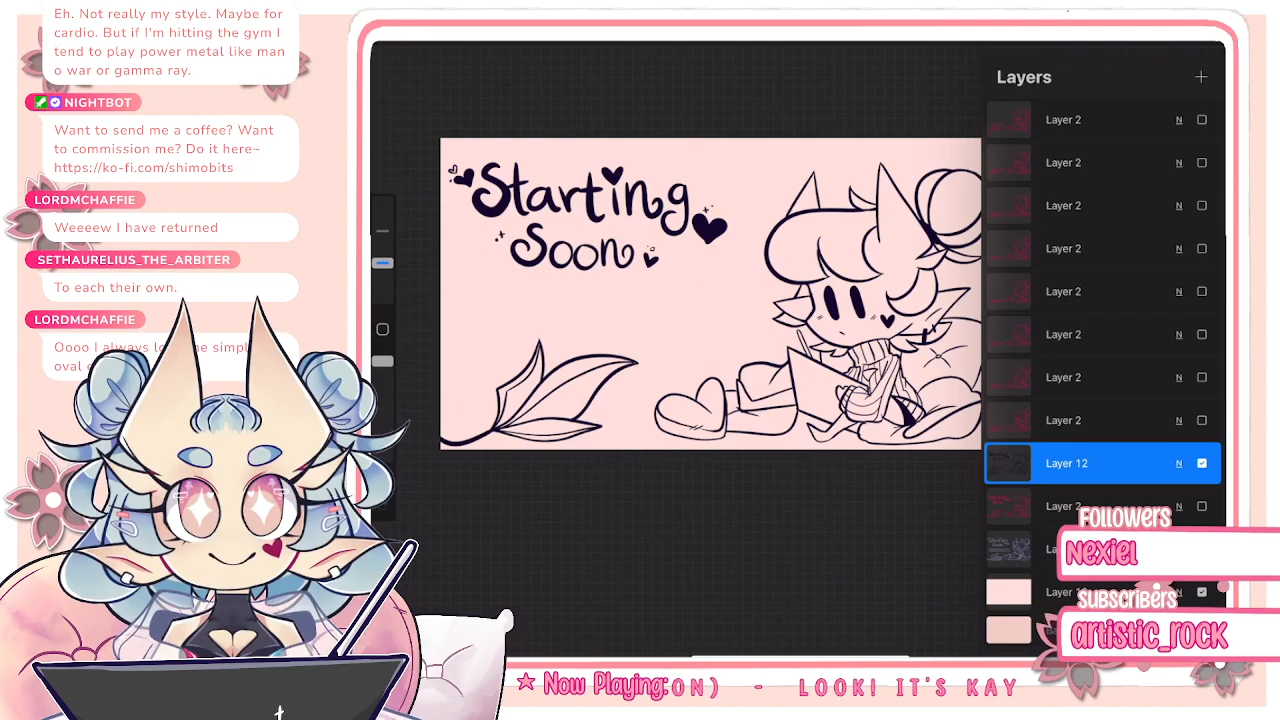 Eh. Not really my style. Maybe for
cardio. But if I'm hitting the gym I
tend to play power metal like man
o war or gamma ray.
NIGHTBOT
Want to send me a coffee? Want
to commission me? Do it here~
https://ko-fi.com/shimobits
LORDMCHAFFIE
Weeeew I have returned
SETHAURELIUS_THE_ARBITER
To each their own.
LORDMCHAFFIE
Oooo I always simpl
oval
Starting
Soon
Layers
Layer 2
Layer 2
Layer 2
Layer 2
Layer 2
Layer 2
Layer 2
Layer 2
Layer 12
Layer 2
Followers
Nexiel
Subscribers
artistic_rock
Now Playing: ON) - LOOK! IT'S KAY